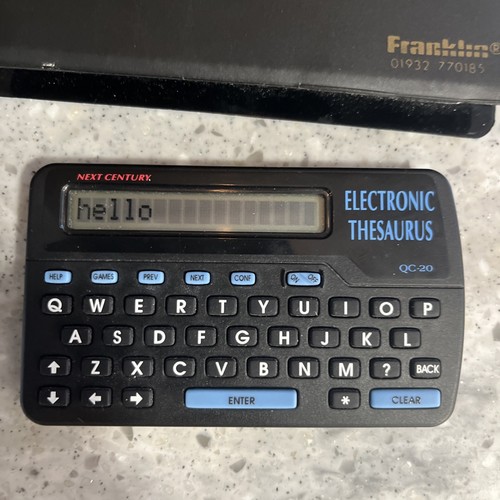 Franklin®
01932 770185
NEXT CENTURY.
hello
ELECTRONIC
THESAURUS
QC-20
HELP GAMES PREV NEXT CONF
Q W E R T Y U I O P
A S D F G H J K L
Z X C V B N M ? BACK
ENTER * CLEAR